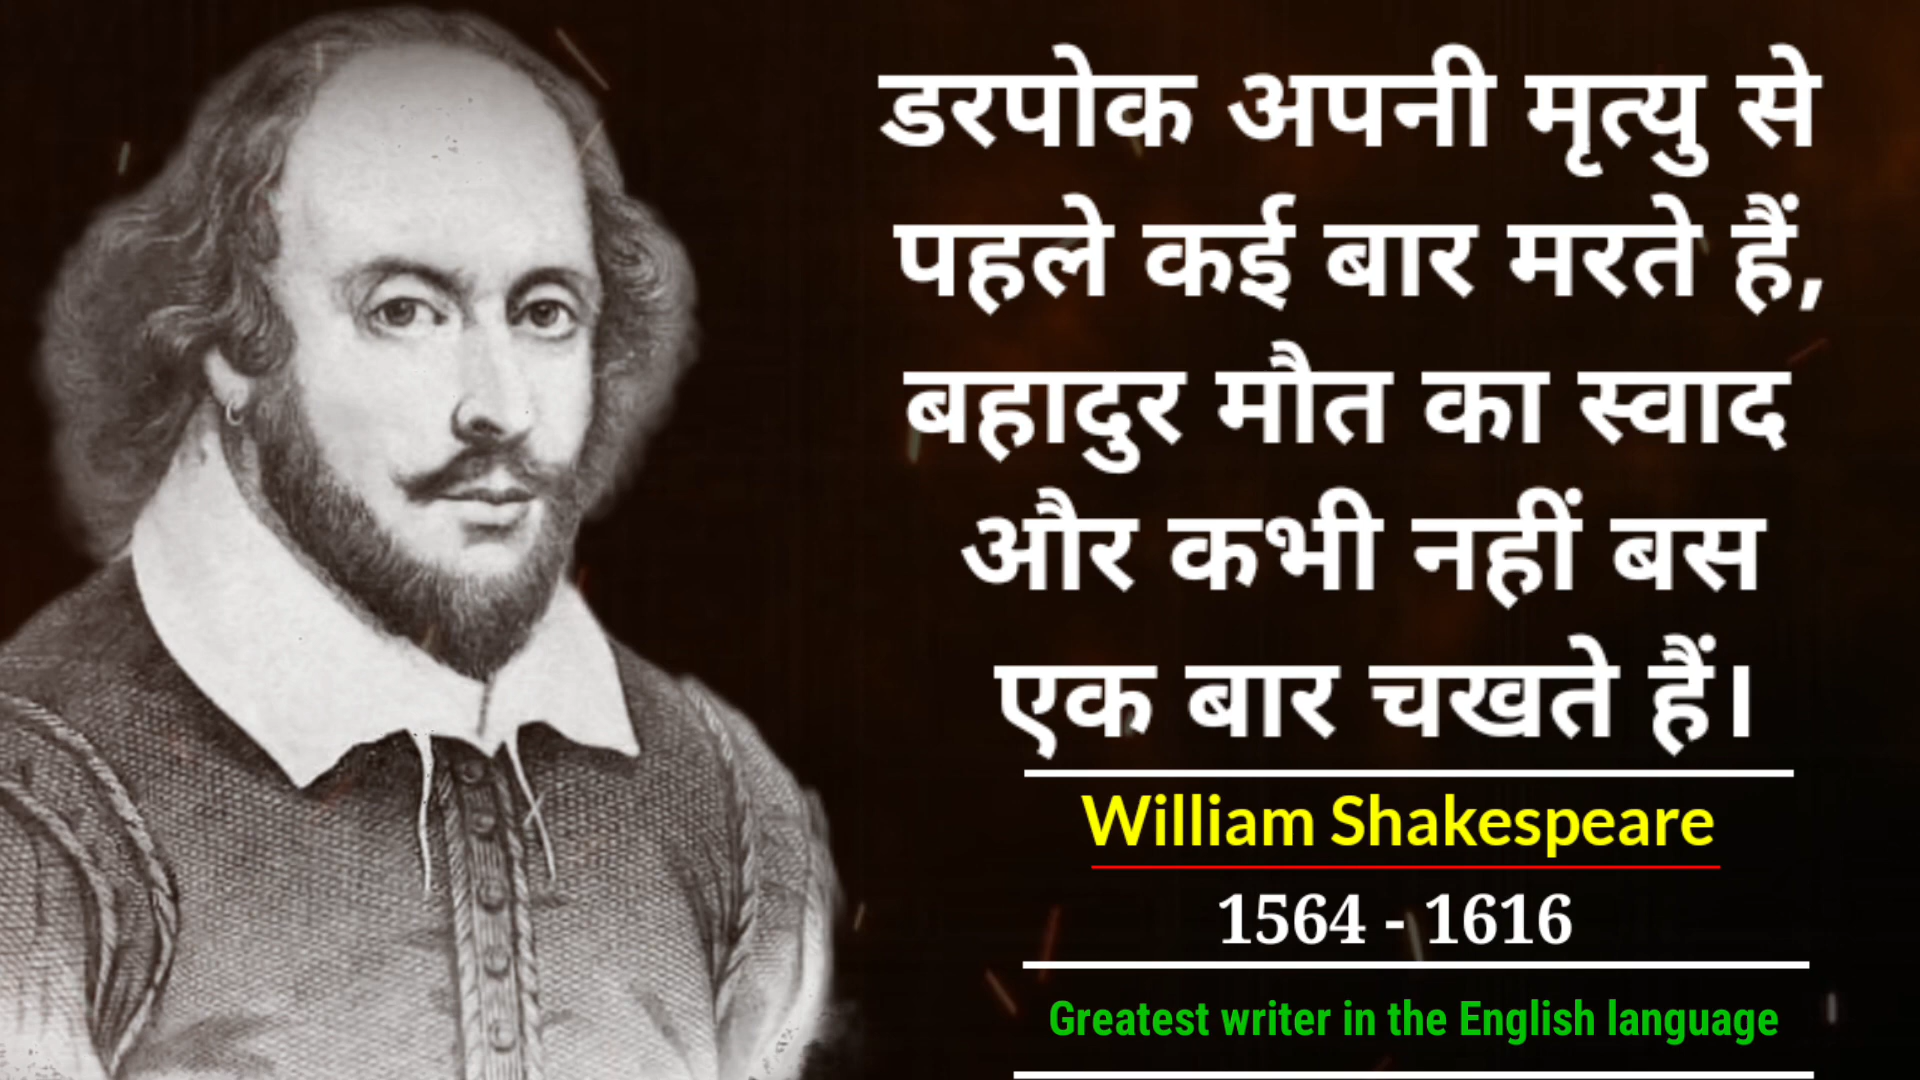 डरपोक अपनी मृत्यु से
पहले कई बार मरते हैं,
बहादुर मौत का स्वाद
और कभी नहीं बस
एक बार चखते हैं।
William Shakespeare
1564 - 1616
Greatest writer in the English language